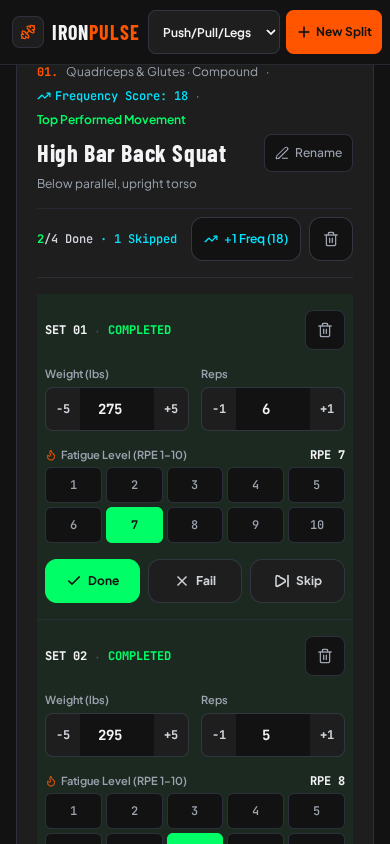 IRONPULSE
Push/Pull/Legs
New Split
01. Quadriceps & Glutes · Compound ·
Frequency Score: 18 ·
Top Performed Movement
High Bar Back Squat
Rename
Below parallel, upright torso
2/4 Done · 1 Skipped
+1 Freq (18)
SET 01 · COMPLETED
Weight (lbs) Reps
-5 275 +5 -1 6 +1
Fatigue Level (RPE 1–10) RPE 7
1 2 3 4 5
6 7 8 9 10
Done Fail Skip
SET 02 · COMPLETED
Weight (lbs) Reps
-5 295 +5 -1 5 +1
Fatigue Level (RPE 1–10) RPE 8
1 2 3 4 5